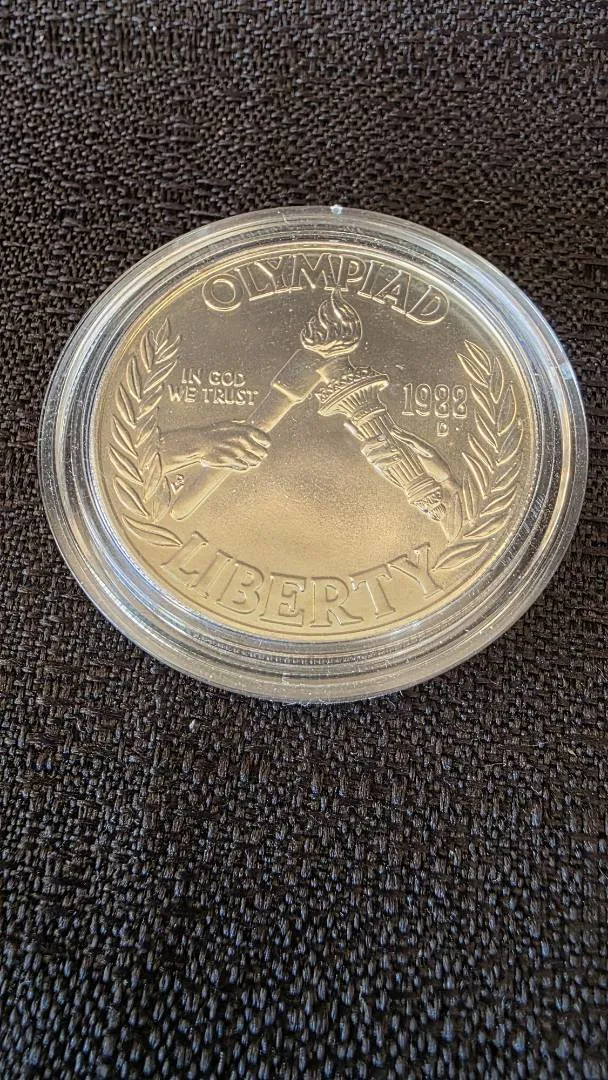 OLYMPIAD
IN GOD
WE TRUST
1988
D
LIBERTY